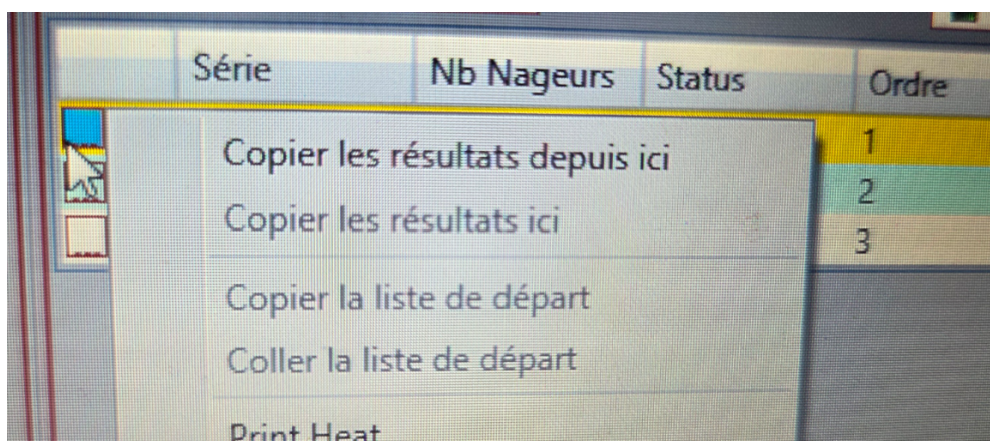 Série Nb Nageurs Status Ordre
Copier les résultats depuis ici 1
Copier les résultats ici 2
3
Copier la liste de départ
Coller la liste de départ
Print Heat